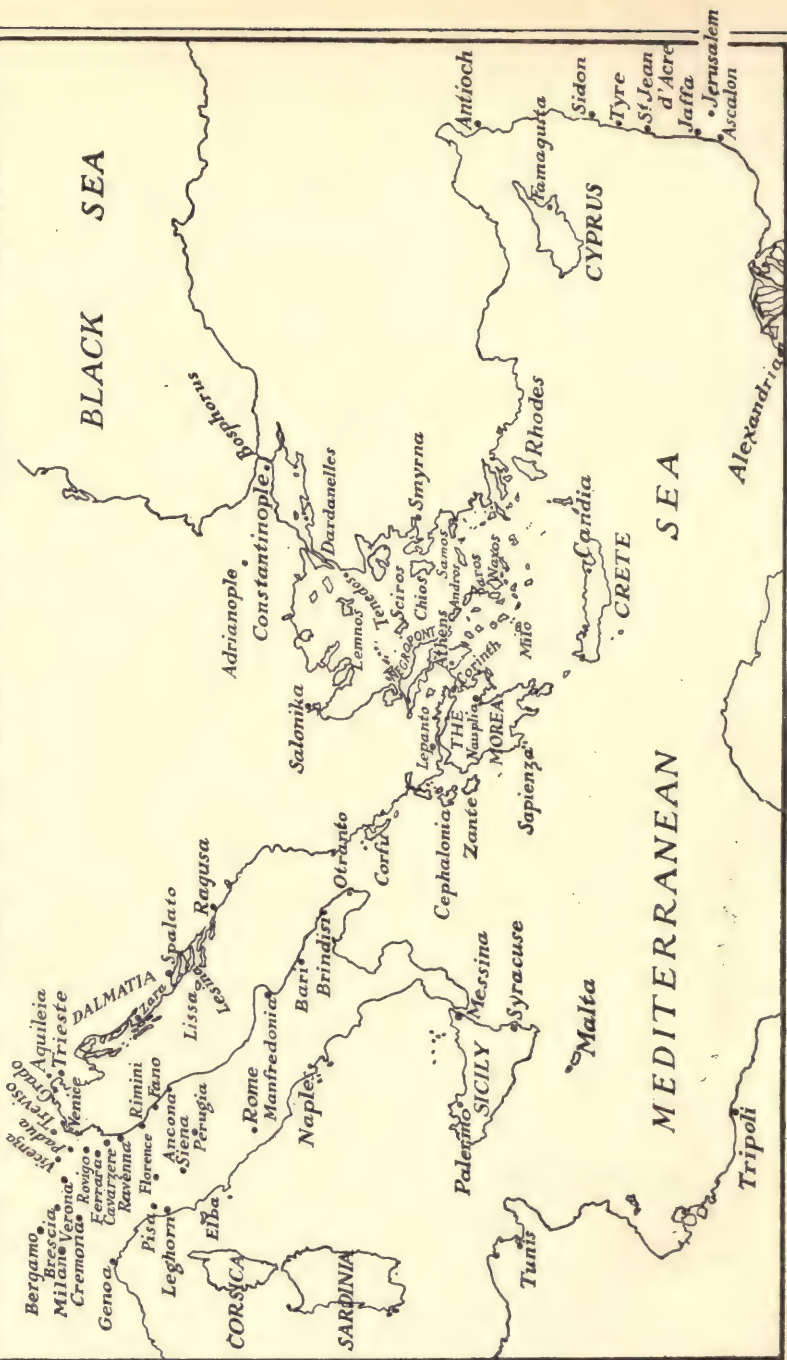 BLACK SEA
Bosphorus
Adrianople
Constantinople
Dardanelles
Salonika
Lemnos
Tenedos
Sciros
NEGROPONT
Chios
Smyrna
Samos
Andros
Athens
Paros
Naxos
Corinth
Milo
Lepanto
THE
MOREA
Nauplia
Sapienza
Cephalonia
Zante
Corfu
Otranto
Rhodes
Candia
CRETE
Antioch
Famagusta
CYPRUS
Sidon
Tyre
St Jean
d'Acre
Jaffa
Jerusalem
Ascalon
Alexandria
MEDITERRANEAN SEA
Bergamo
Brescia
Milan
Verona
Cremona
Genoa
Vicenza
Padua
Treviso
Grado
Aquileia
Trieste
Venice
Rovigo
Ferrara
Cavarzere
Ravenna
Florence
Pisa
Leghorn
Elba
Rimini
Fano
Ancona
Siena
Perugia
DALMATIA
Zara
Spalato
Ragusa
Lissa
Lesina
Rome
Manfredonia
Naples
Bari
Brindisi
CORSICA
SARDINIA
Palermo
SICILY
Messina
Syracuse
Malta
Tunis
Tripoli